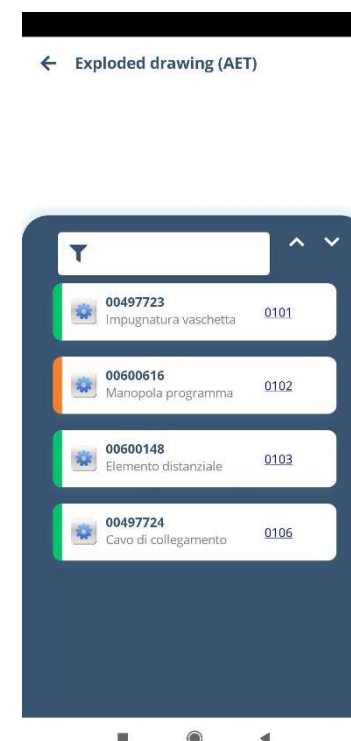 Exploded drawing (AET)
00497723
Impugnatura vaschetta 0101
00600616
Manopola programma 0102
00600148
Elemento distanziale 0103
00497724
Cavo di collegamento 0106